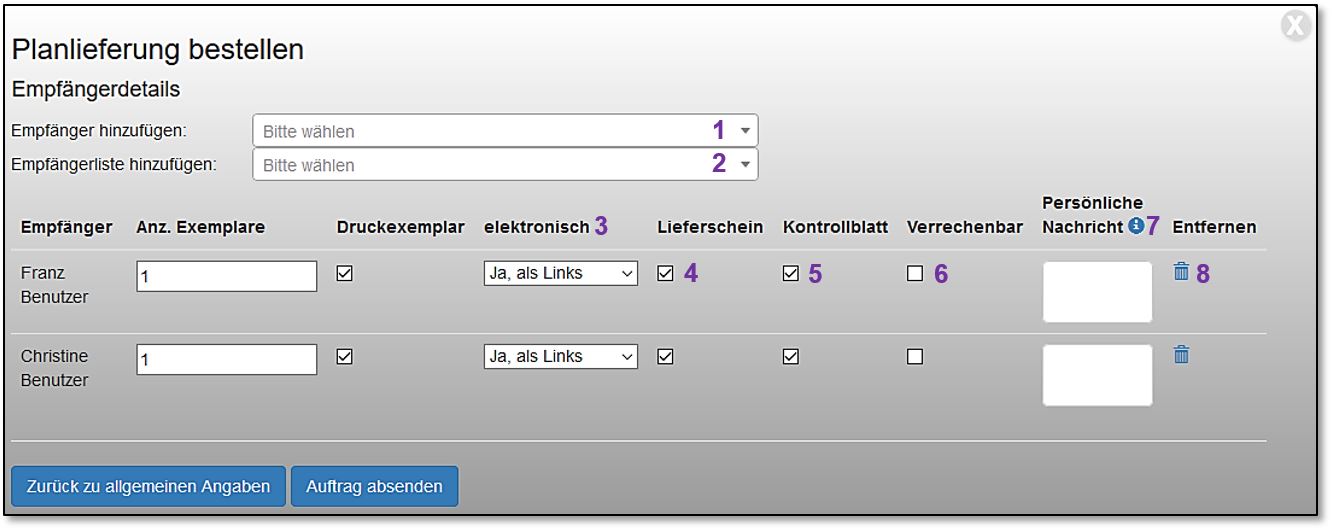 X
Planlieferung bestellen
Empfängerdetails
Empfänger hinzufügen: Bitte wählen 1
Empfängerliste hinzufügen: Bitte wählen 2
Empfänger Anz. Exemplare Druckexemplar elektronisch 3 Lieferschein Kontrollblatt Verrechenbar Persönliche Nachricht i 7 Entfernen
Franz Benutzer 1 Ja, als Links 4 5 6 8
Christine Benutzer 1 Ja, als Links
Zurück zu allgemeinen Angaben Auftrag absenden